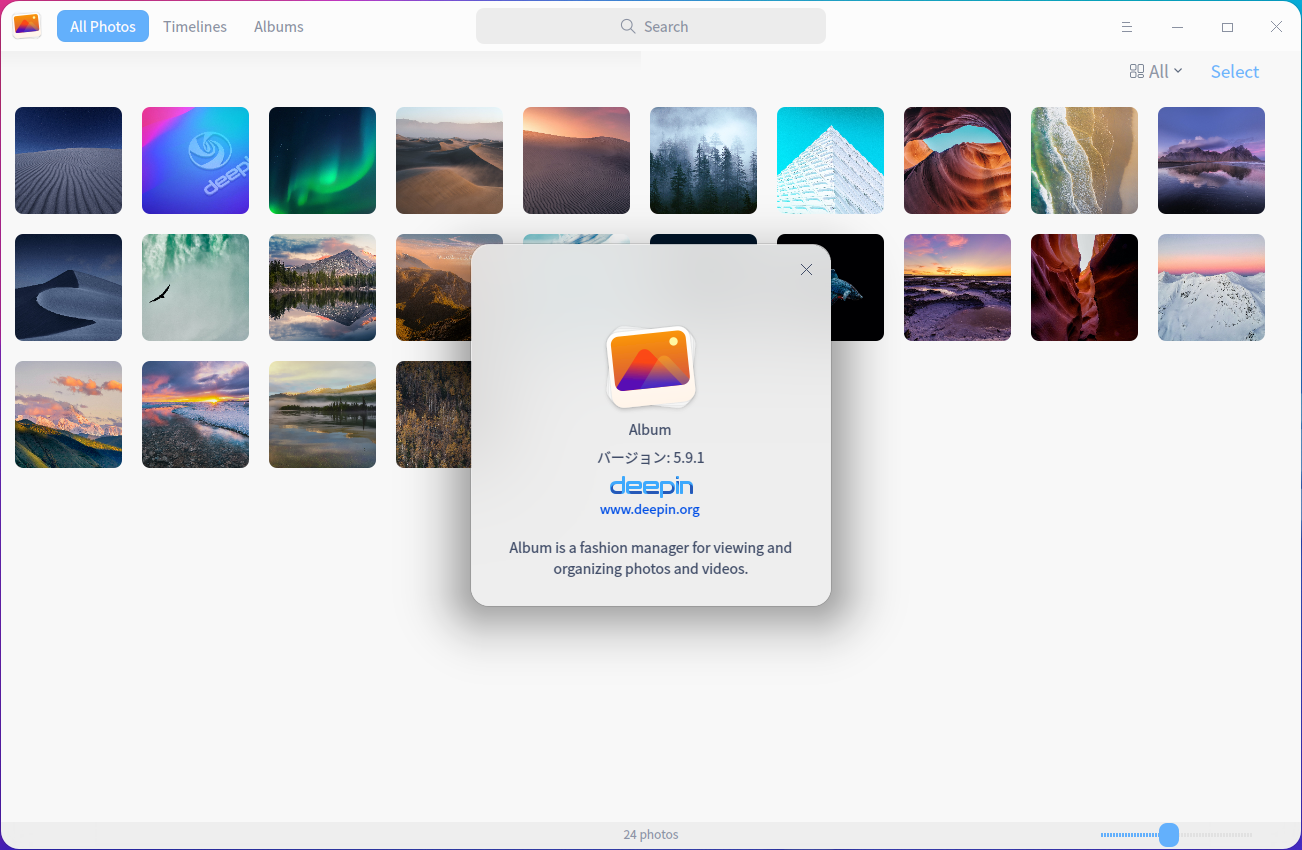 All Photos
Timelines
Albums
Search
All
Select
deepin
Album
バージョン: 5.9.1
deepin
www.deepin.org
Album is a fashion manager for viewing and
organizing photos and videos.
24 photos